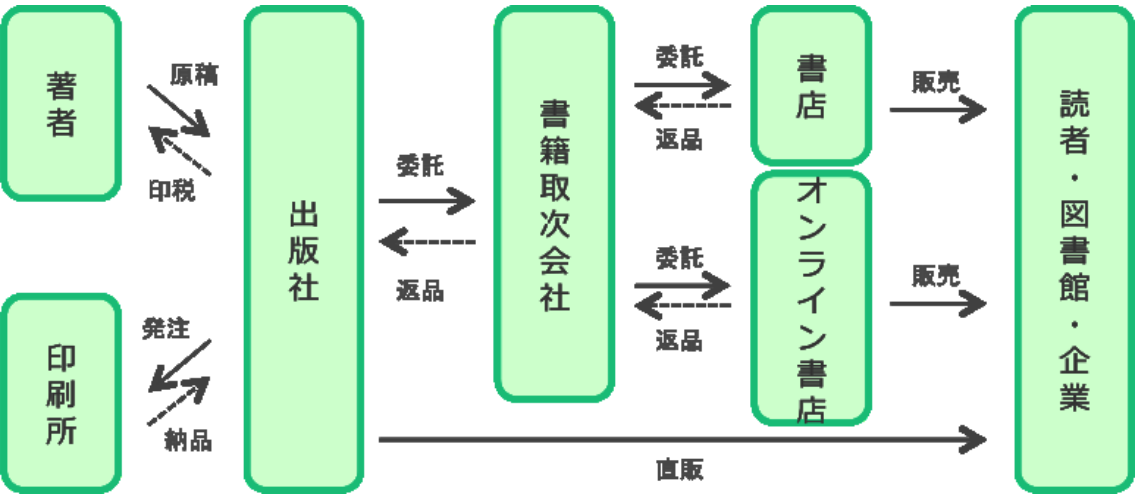 著者
原稿
印税
印刷所
発注
納品
出版社
委託
返品
書籍取次会社
委託
返品
書店
販売
委託
返品
オンライン書店
販売
直販
読者・図書館・企業